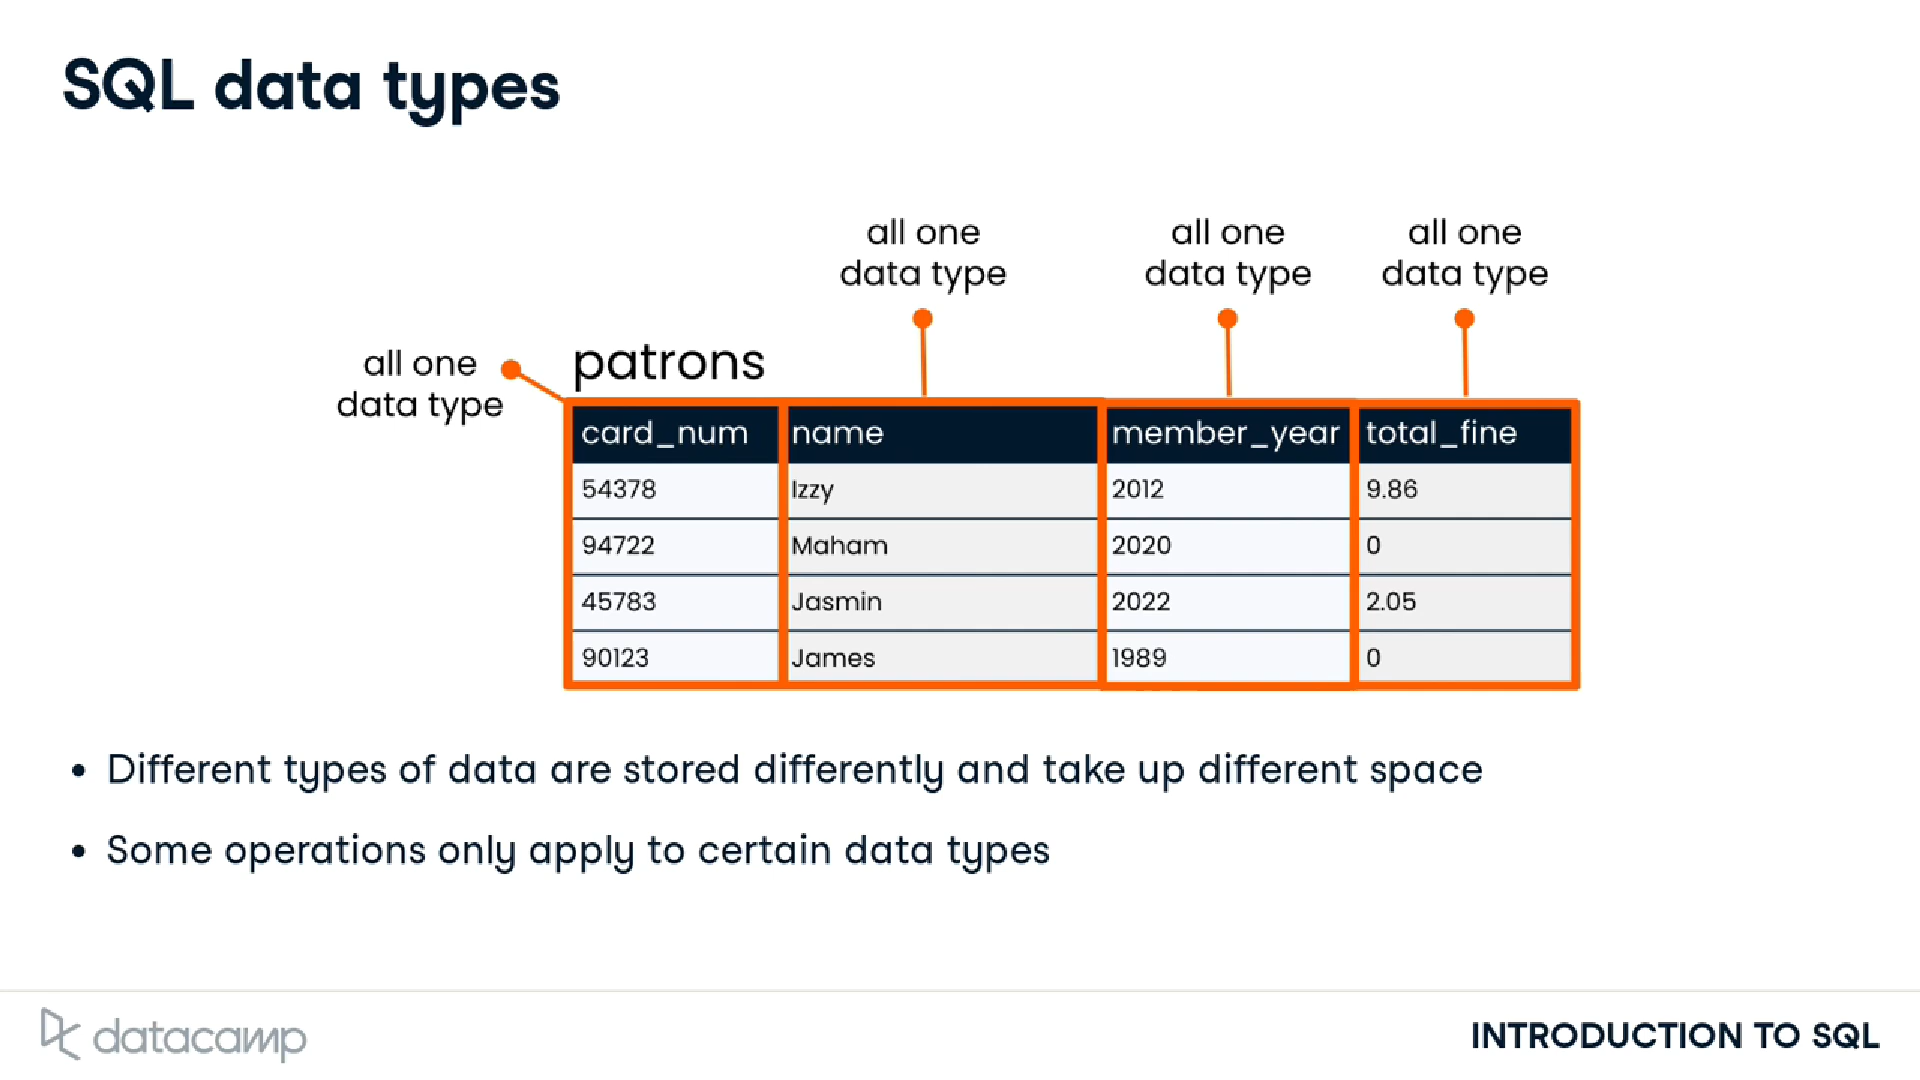 SQL data types
all one
data type
all one
data type
all one
data type
all one
data type
patrons
card_num name member_year total_fine
54378 Izzy 2012 9.86
94722 Maham 2020 0
45783 Jasmin 2022 2.05
90123 James 1989 0
• Different types of data are stored differently and take up different space
• Some operations only apply to certain data types
datacamp
INTRODUCTION TO SQL